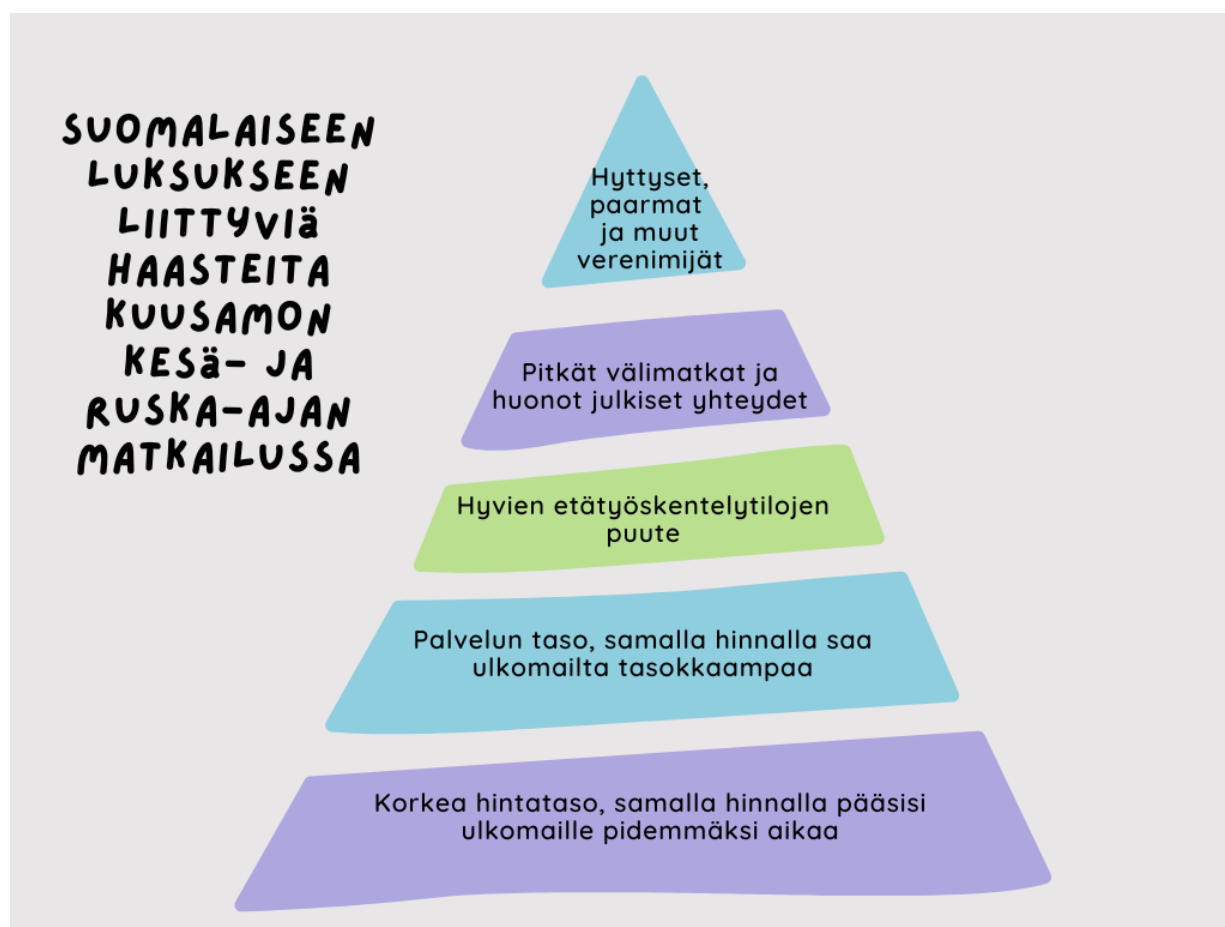 SUOMALAISEEN
LUKSUKSEEN
LIITTYVIÄ
HAASTEITA
KUUSAMON
KESÄ- JA
RUSKA-AJAN
MATKAILUSSA
Hyttyset,
paarmat
ja muut
verenimijät
Pitkät välimatkat ja
huonot julkiset yhteydet
Hyvien etätyöskentelytilojen
puute
Palvelun taso, samalla hinnalla saa
ulkomailta tasokkaampaa
Korkea hintataso, samalla hinnalla pääsisi
ulkomaille pidemmäksi aikaa